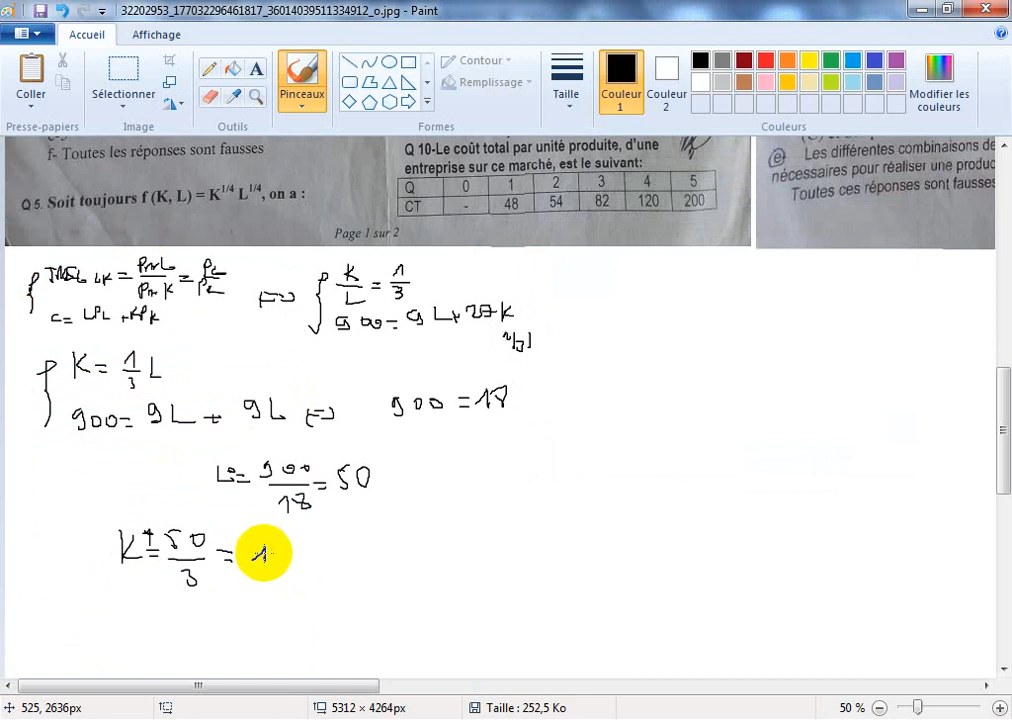 32202953_177032296461817_36014039511334912_o.jpg - Paint
Accueil Affichage
Coller
Sélectionner
Pinceaux
Contour
Remplissage
Taille
Couleur 1
Couleur 2
Modifier les couleurs
Presse-papiers Image Outils Formes Couleurs
f- Toutes les réponses sont fausses
Q 5. Soit toujours f (K, L) = K^1/4 L^1/4, on a :
Q 10-Le coût total par unité produite, d'une
entreprise sur ce marché, est le suivant:
Q 0 1 2 3 4 5
CT - 48 54 82 120 200
Page 1 sur 2
(e) Les différentes combinaisons de
nécessaires pour réaliser une produc
Toutes ces réponses sont fausses
K/L = 1/3
900 = 9L + 27K
K = 1/3 L
900 = 9L + 9L ⟺ 900 = 18
L° = 900/18 = 50
K* = 50/3 = 1
525, 2636px
5312 × 4264px
Taille : 252,5 Ko
50 %